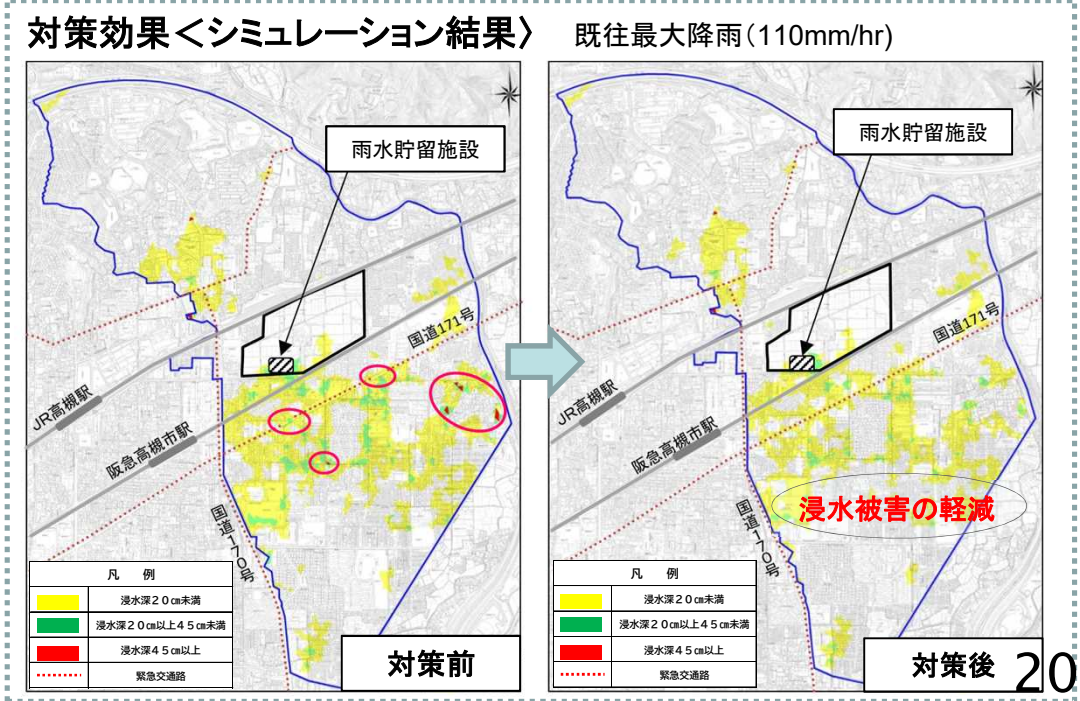 対策効果<シミュレーション結果>
既往最大降雨(110mm/hr)
雨水貯留施設
国道171号
JR高槻駅
阪急高槻市駅
国道170号
凡 例
浸水深20㎝未満
浸水深20㎝以上45㎝未満
浸水深45㎝以上
緊急交通路
対策前
雨水貯留施設
国道171号
JR高槻駅
阪急高槻市駅
浸水被害の軽減
国道170号
凡 例
浸水深20㎝未満
浸水深20㎝以上45㎝未満
浸水深45㎝以上
緊急交通路
対策後
20